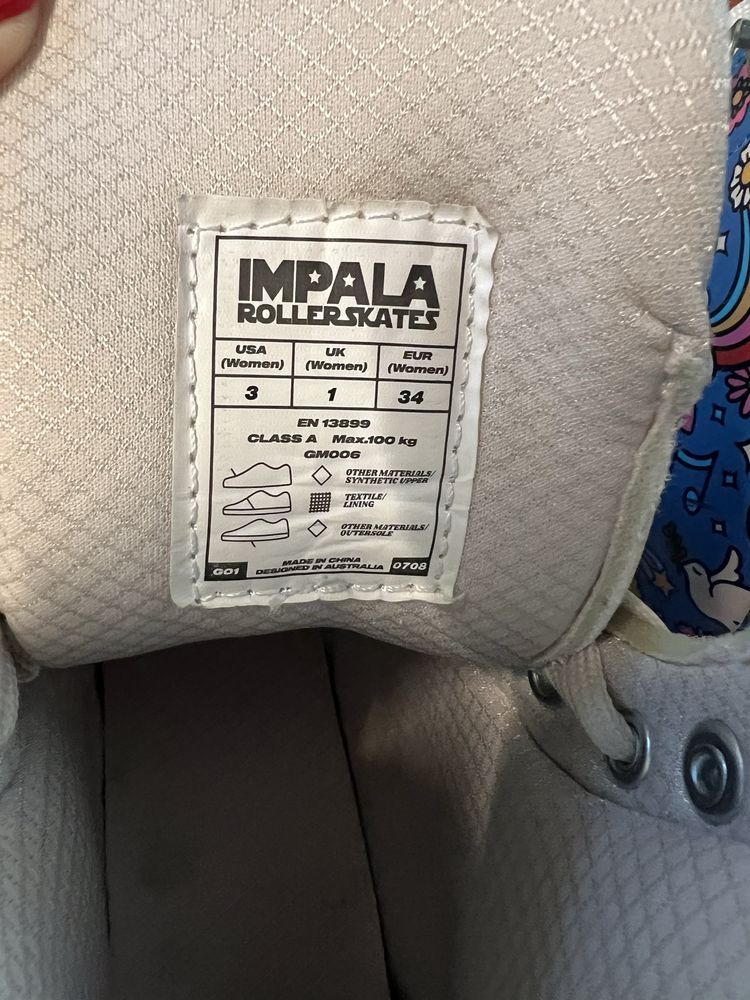 IMPALA
ROLLERSKATES
USA (Women) UK (Women) EUR (Women)
3 1 34
EN 13899
CLASS A Max.100 kg
GM006
OTHER MATERIALS/
SYNTHETIC UPPER
TEXTILE/
LINING
OTHER MATERIALS/
OUTERSOLE
MADE IN CHINA
G01 DESIGNED IN AUSTRALIA 0708